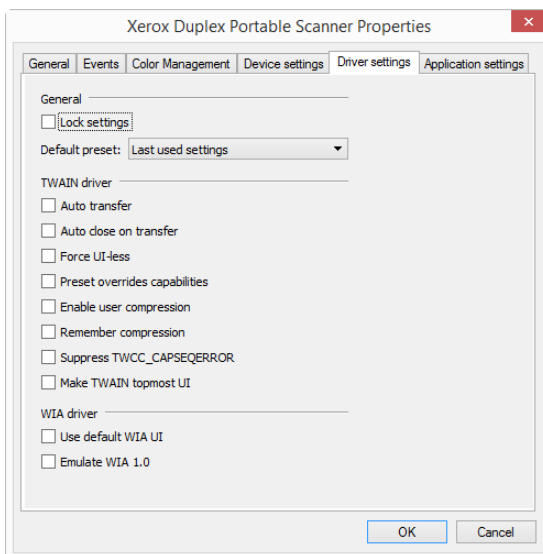 Xerox Duplex Portable Scanner Properties
General Events Color Management Device settings Driver settings Application settings
General
Lock settings
Default preset: Last used settings
TWAIN driver
Auto transfer
Auto close on transfer
Force UI-less
Preset overrides capabilities
Enable user compression
Remember compression
Suppress TWCC_CAPSEQERROR
Make TWAIN topmost UI
WIA driver
Use default WIA UI
Emulate WIA 1.0
OK Cancel